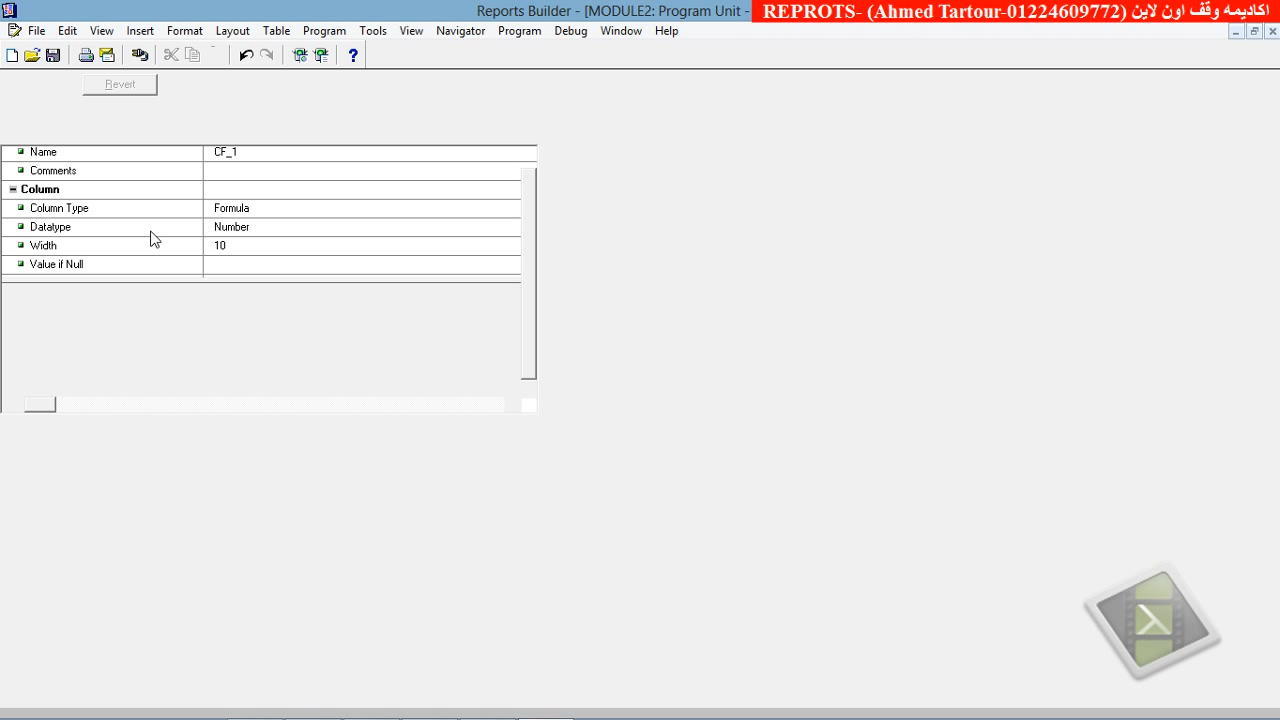 Reports Builder - [MODULE2: Program Unit -
REPROTS- (Ahmed Tartour-01224609772) اكاديمه وقف اون لاين
File Edit View Insert Format Layout Table Program Tools View Navigator Program Debug Window Help
Revert
Name CF_1
Comments
Column
Column Type Formula
Datatype Number
Width 10
Value if Null